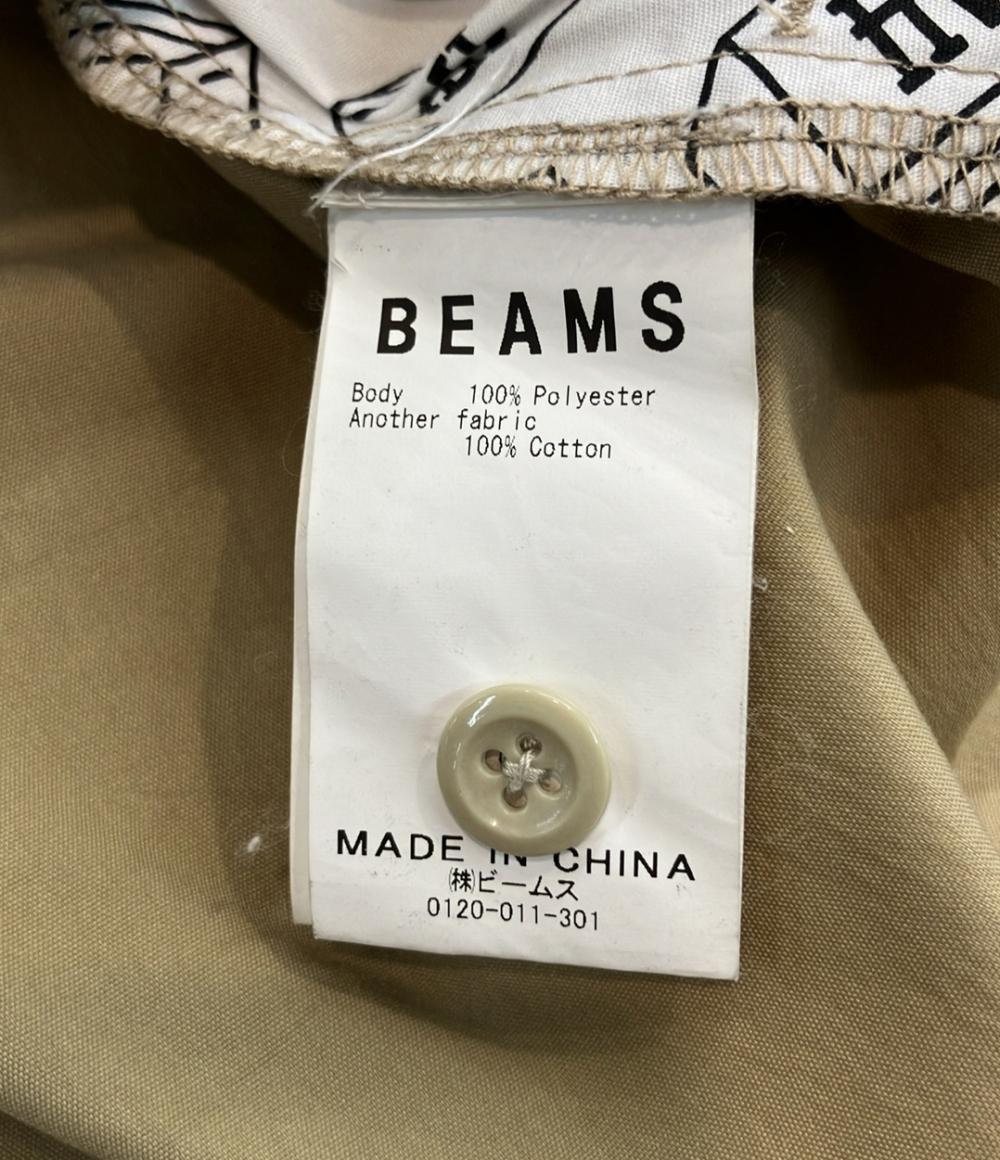 BEAMS
Body 100% Polyester
Another fabric
100% Cotton
MADE IN CHINA
㈱ビームス
0120-011-301